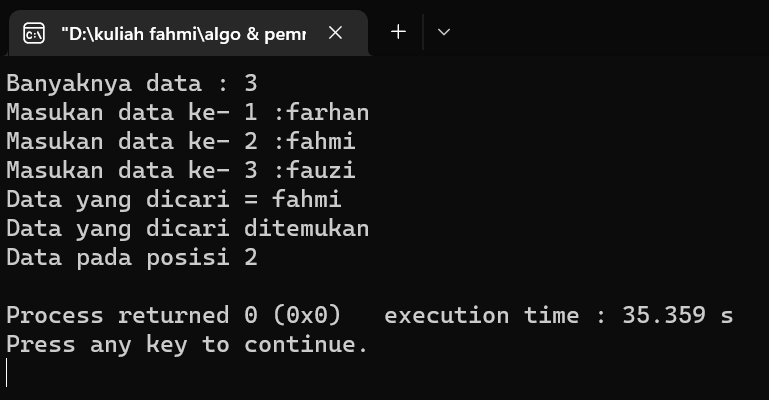 "D:\kuliah fahmi\algo & pemr
Banyaknya data : 3
Masukan data ke- 1 :farhan
Masukan data ke- 2 :fahmi
Masukan data ke- 3 :fauzi
Data yang dicari = fahmi
Data yang dicari ditemukan
Data pada posisi 2
Process returned 0 (0x0)   execution time : 35.359 s
Press any key to continue.